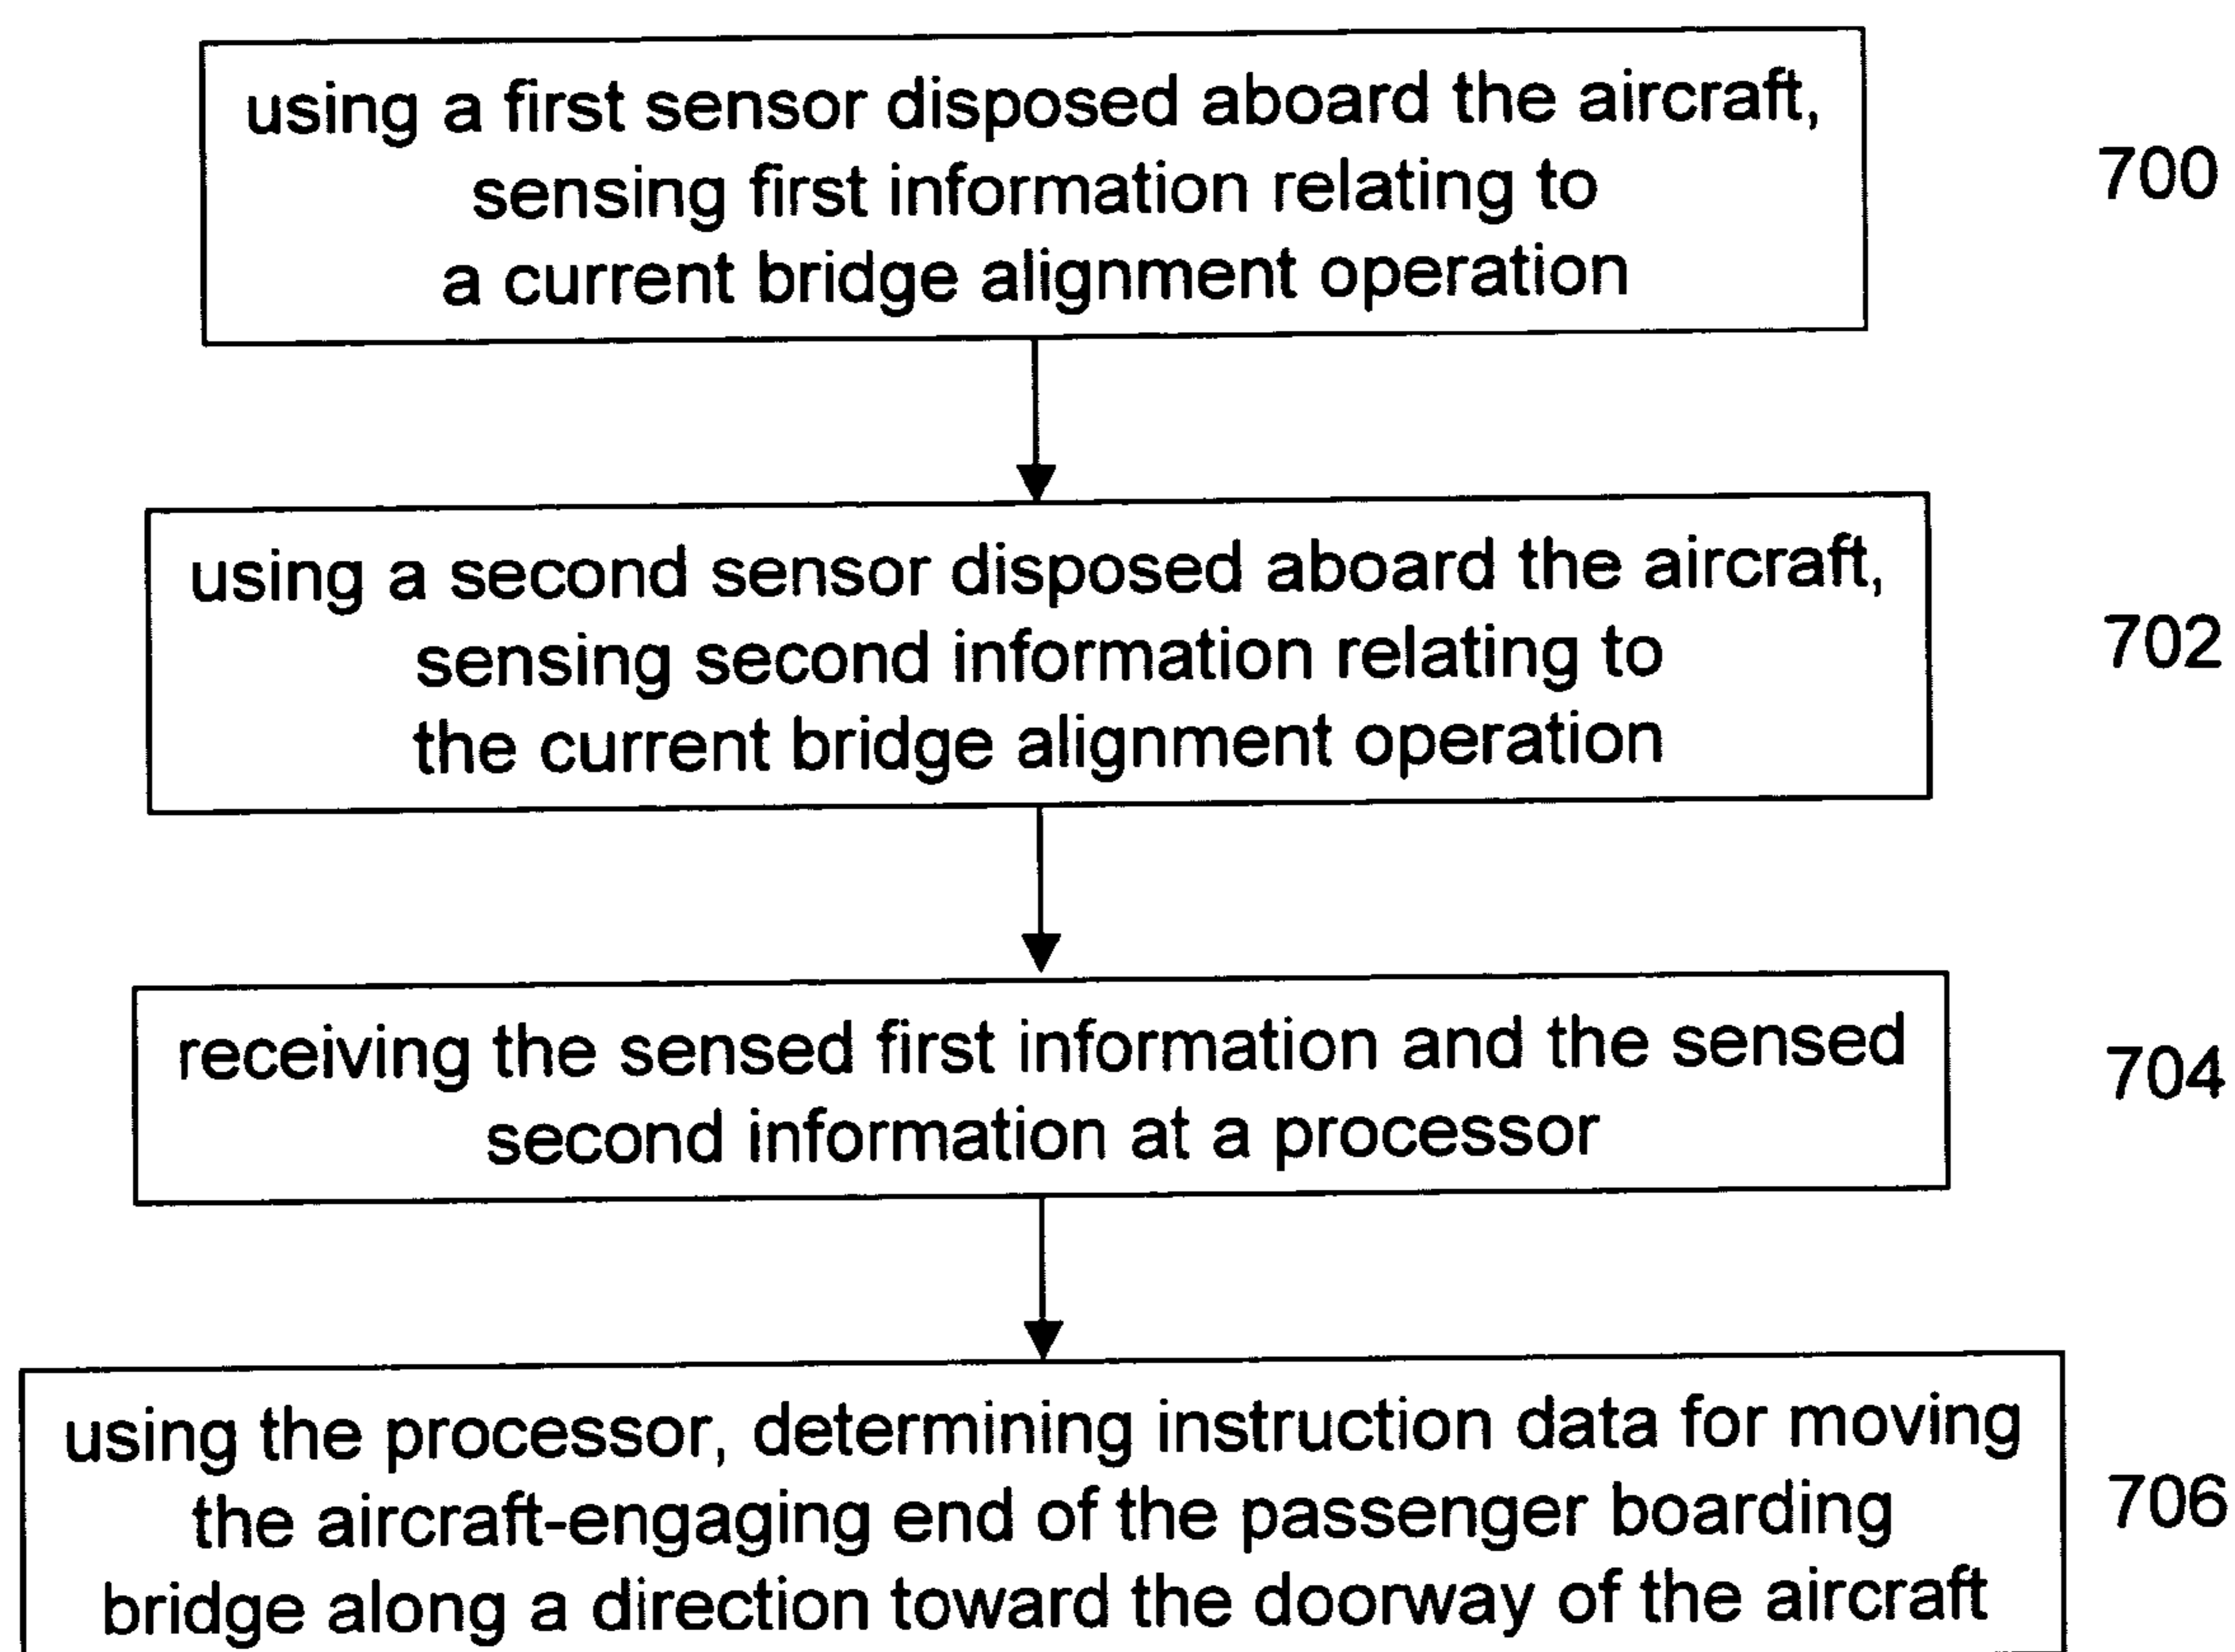 using a first sensor disposed aboard the aircraft,
sensing first information relating to
a current bridge alignment operation
700
using a second sensor disposed aboard the aircraft,
sensing second information relating to
the current bridge alignment operation
702
receiving the sensed first information and the sensed
second information at a processor
704
using the processor, determining instruction data for moving
the aircraft-engaging end of the passenger boarding
bridge along a direction toward the doorway of the aircraft
706